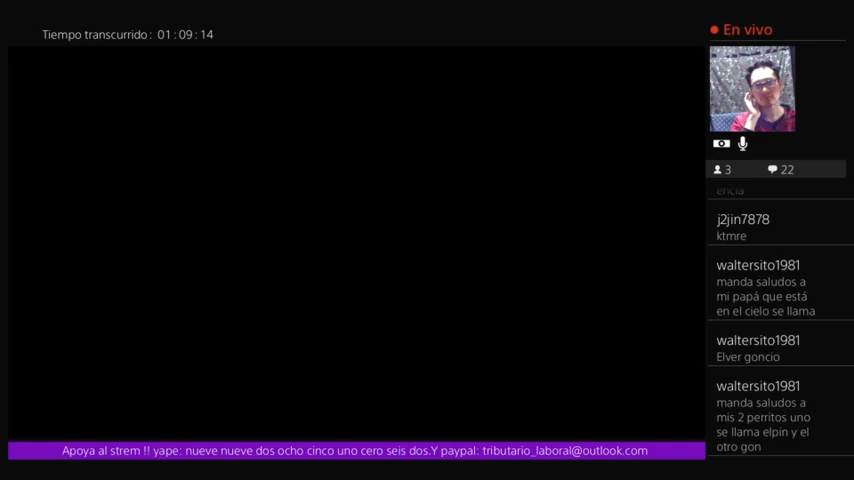 Tiempo transcurrido: 01:09:14
En vivo
3 22
encia
j2jin7878
ktmre
waltersito1981
manda saludos a
mi papá que está
en el cielo se llama
waltersito1981
Elver goncio
waltersito1981
manda saludos a
mis 2 perritos uno
se llama elpin y el
otro gon
Apoya al strem !! yape: nueve nueve dos ocho cinco uno cero seis dos.Y paypal: tributario_laboral@outlook.com